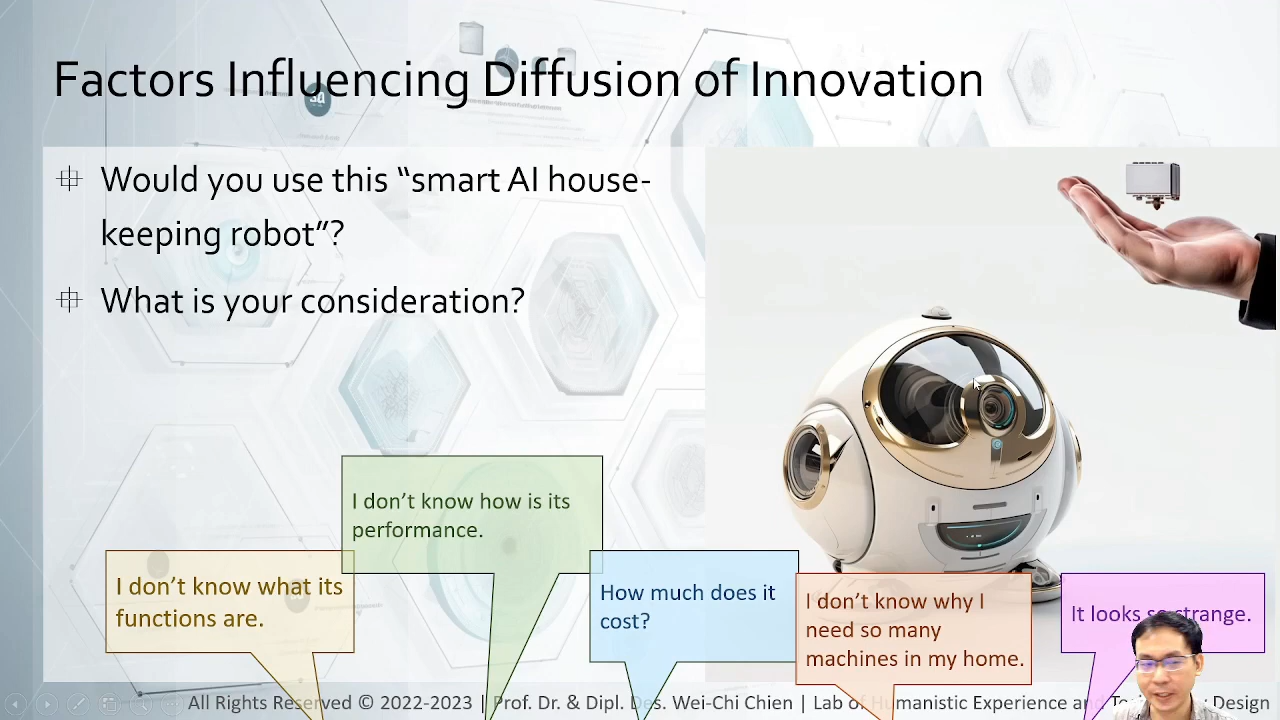 Factors Influencing Diffusion of Innovation
Would you use this “smart AI house-
keeping robot”?
What is your consideration?
I don’t know how is its
performance.
I don’t know what its
functions are.
How much does it
cost?
I don’t know why I
need so many
machines in my home.
It looks so strange.
All Rights Reserved © 2022-2023 | Prof. Dr. & Dipl. Des. Wei-Chi Chien | Lab of Humanistic Experience and Design